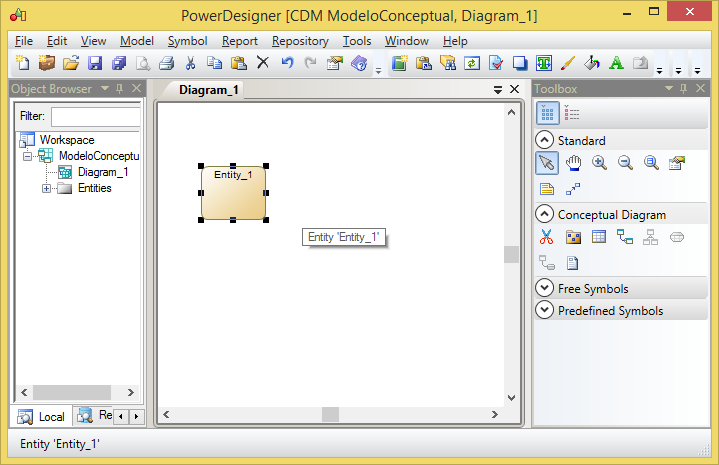 PowerDesigner [CDM ModeloConceptual, Diagram_1]
File Edit View Model Symbol Report Repository Tools Window Help
Object Browser
Diagram_1
Toolbox
Filter:
Workspace
ModeloConceptu
Diagram_1
Entities
Entity_1
Entity 'Entity_1'
Standard
Conceptual Diagram
Free Symbols
Predefined Symbols
Local
Re
Entity 'Entity_1'